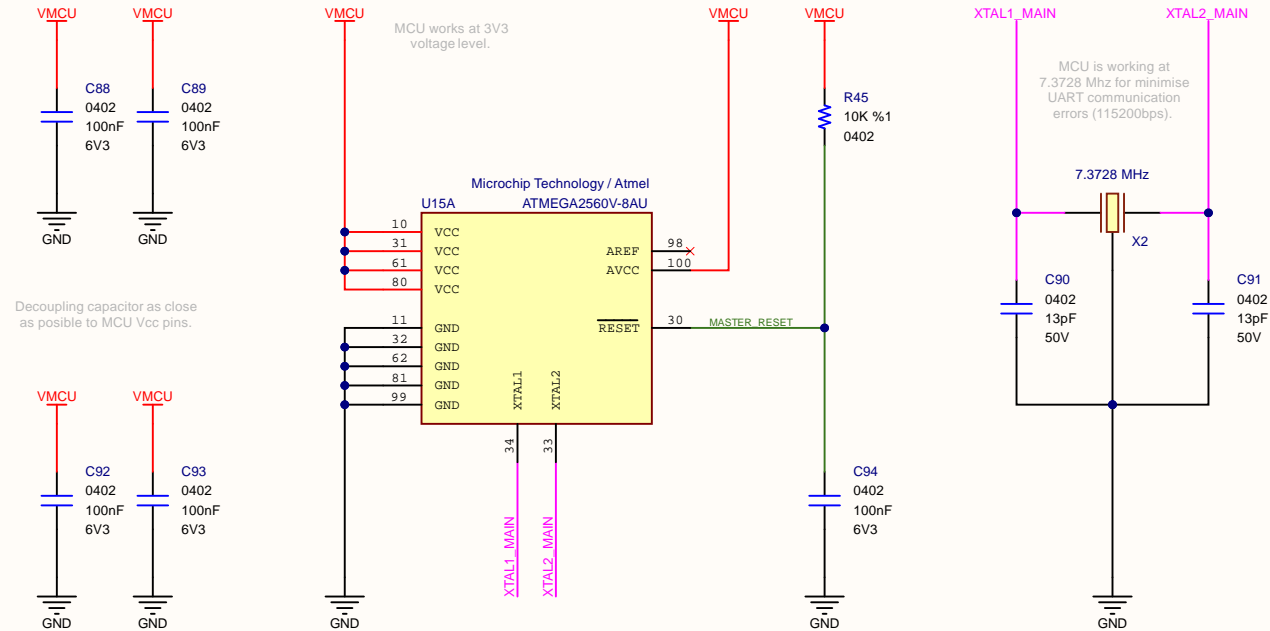 VMCU
VMCU
C88
0402
100nF
6V3
C89
0402
100nF
6V3
GND
GND
Decoupling capacitor as close
as posible to MCU Vcc pins.
VMCU
VMCU
C92
0402
100nF
6V3
C93
0402
100nF
6V3
GND
GND
VMCU
MCU works at 3V3
voltage level.
VMCU
VMCU
R45
10K %1
0402
Microchip Technology / Atmel
U15A
ATMEGA2560V-8AU
10 VCC
31 VCC
61 VCC
80 VCC
11 GND
32 GND
62 GND
81 GND
99 GND
AREF 98
AVCC 100
RESET 30
MASTER_RESET
XTAL1
XTAL2
34
33
XTAL1_MAIN
XTAL2_MAIN
GND
C94
0402
100nF
6V3
GND
XTAL1_MAIN
XTAL2_MAIN
MCU is working at
7.3728 Mhz for minimise
UART communication
errors (115200bps).
7.3728 MHz
X2
C90
0402
13pF
50V
C91
0402
13pF
50V
GND